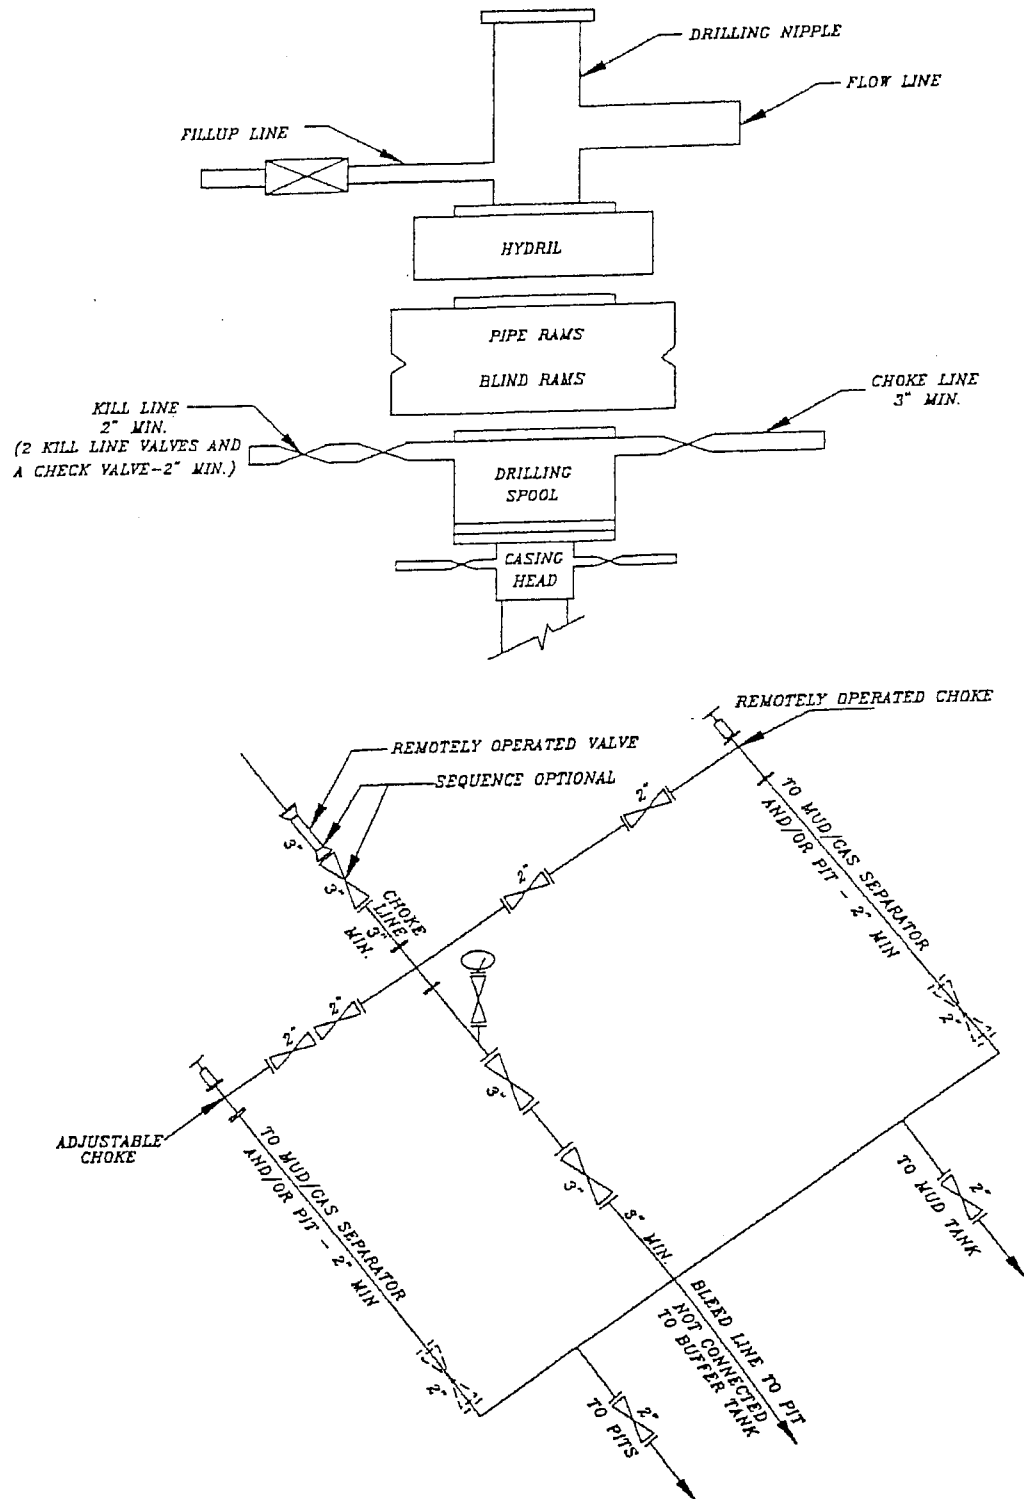 DRILLING NIPPLE
FLOW LINE
FILLUP LINE
HYDRIL
PIPE RAMS
BLIND RAMS
CHOKE LINE
3" MIN.
KILL LINE
2" MIN.
(2 KILL LINE VALVES AND
A CHECK VALVE-2" MIN.)
DRILLING
SPOOL
CASING
HEAD
REMOTELY OPERATED CHOKE
REMOTELY OPERATED VALVE
SEQUENCE OPTIONAL
3"
3"
CHOKE
LINE
3"
MIN.
2"
2"
2"
2"
TO MUD/GAS SEPARATOR
AND/OR PIT - 2" MIN
2"
3"
3"
3" MIN.
ADJUSTABLE
CHOKE
TO MUD/GAS SEPARATOR
AND/OR PIT - 2" MIN
2"
2"
TO MUD TANK
BLEED LINE TO PIT
NOT CONNECTED
TO BUFFER TANK
2"
TO PITS